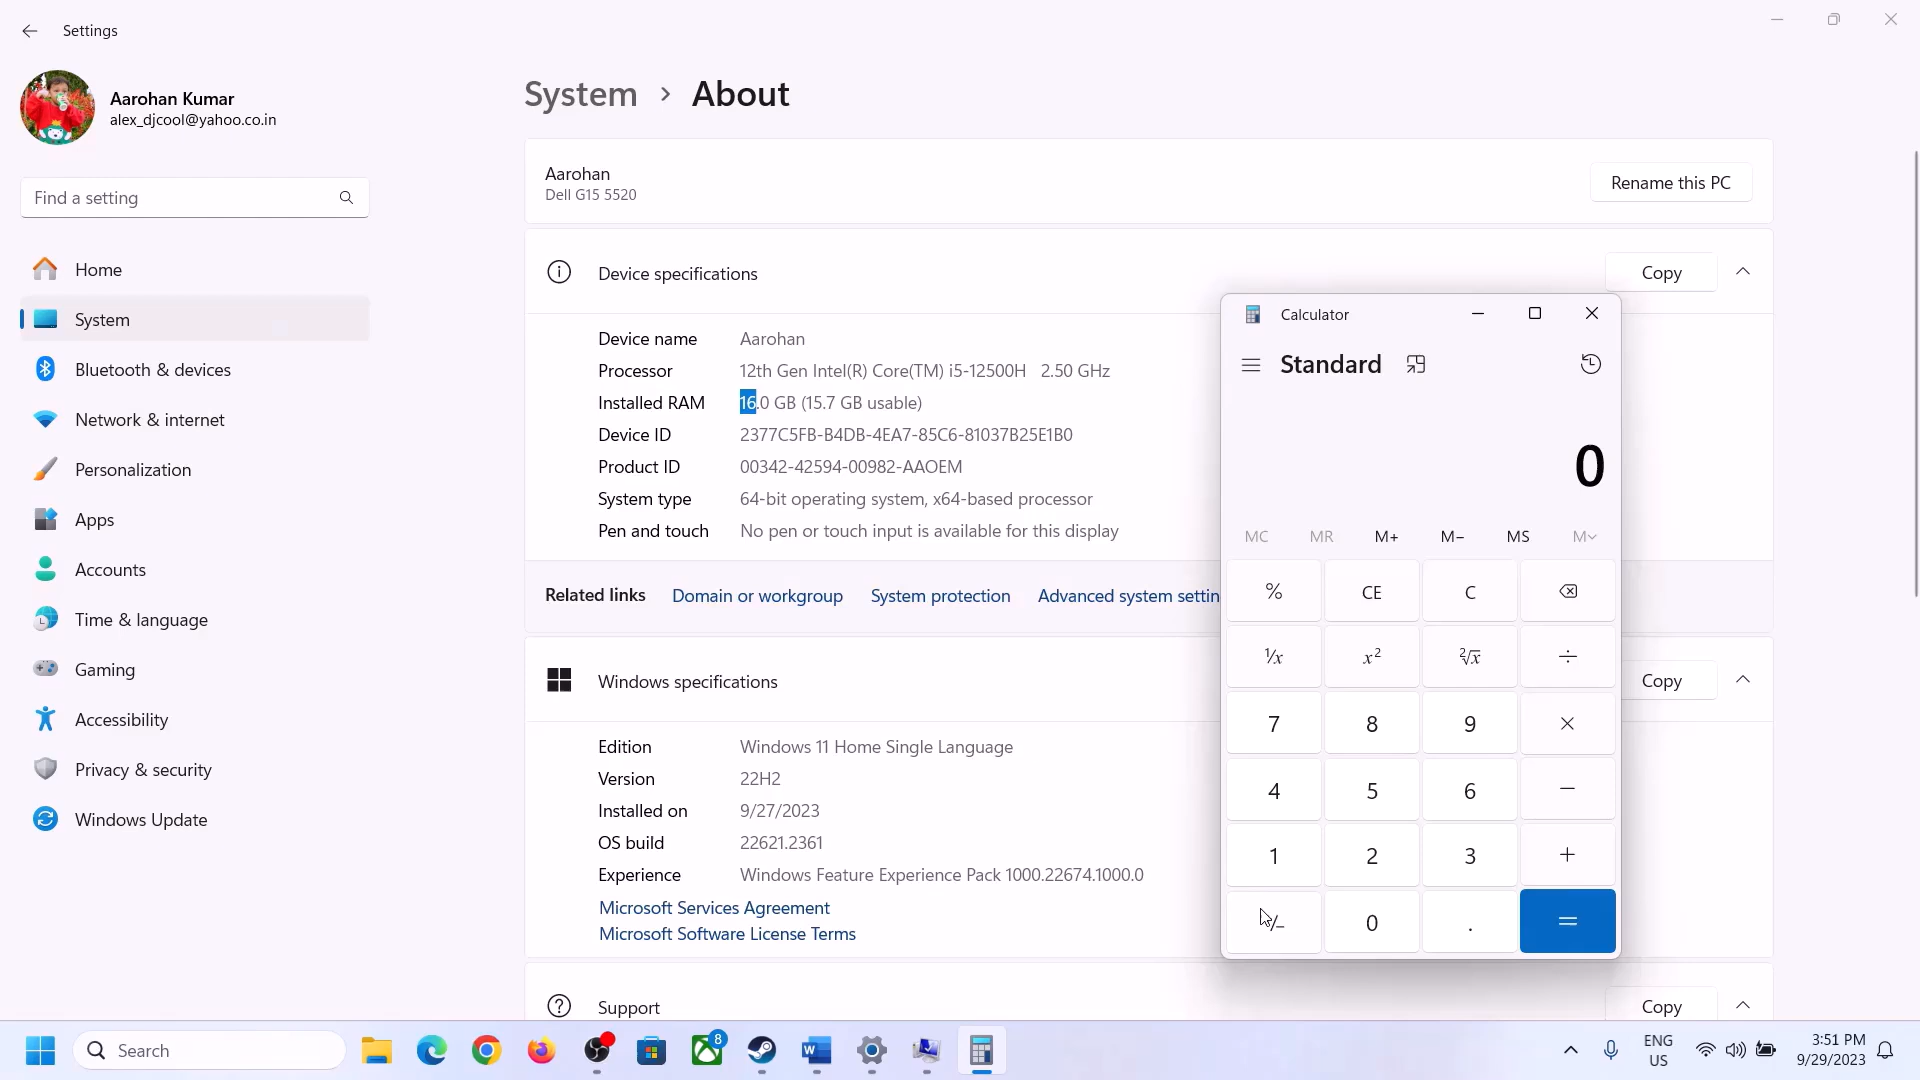 Settings
Aarohan Kumar
alex_djcool@yahoo.co.in
Find a setting
Home
System
Bluetooth & devices
Network & internet
Personalization
Apps
Accounts
Time & language
Gaming
Accessibility
Privacy & security
Windows Update
System > About
Aarohan
Dell G15 5520
Rename this PC
Device specifications
Copy
Device name Aarohan
Processor 12th Gen Intel(R) Core(TM) i5-12500H 2.50 GHz
Installed RAM 16.0 GB (15.7 GB usable)
Device ID 2377C5FB-B4DB-4EA7-85C6-81037B25E1B0
Product ID 00342-42594-00982-AAOEM
System type 64-bit operating system, x64-based processor
Pen and touch No pen or touch input is available for this display
Related links Domain or workgroup System protection Advanced system settin
Windows specifications
Copy
Edition Windows 11 Home Single Language
Version 22H2
Installed on 9/27/2023
OS build 22621.2361
Experience Windows Feature Experience Pack 1000.22674.1000.0
Microsoft Services Agreement
Microsoft Software License Terms
Support
Copy
Calculator
Standard
0
MC MR M+ M− MS M
% CE C
⅟x x² ²√x ÷
7 8 9 ×
4 5 6 −
1 2 3 +
+/− 0 . =
Search
8
ENG
US
3:51 PM
9/29/2023